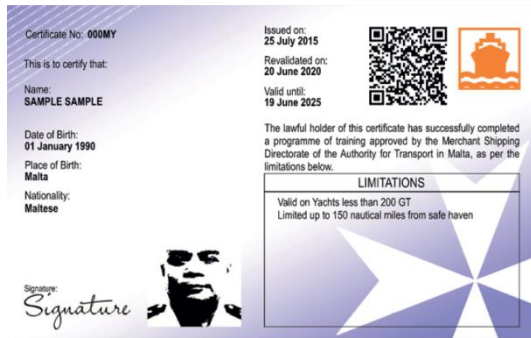 Certificate No: 000MY
This is to certify that:
Name:
SAMPLE SAMPLE
Date of Birth:
01 January 1990
Place of Birth:
Malta
Nationality:
Maltese
Signature:
Signature
Issued on:
25 July 2015
Revalidated on:
20 June 2020
Valid until:
19 June 2025
The lawful holder of this certificate has successfully completed
a programme of training approved by the Merchant Shipping
Directorate of the Authority for Transport in Malta, as per the
limitations below.
LIMITATIONS
Valid on Yachts less than 200 GT
Limited up to 150 nautical miles from safe haven